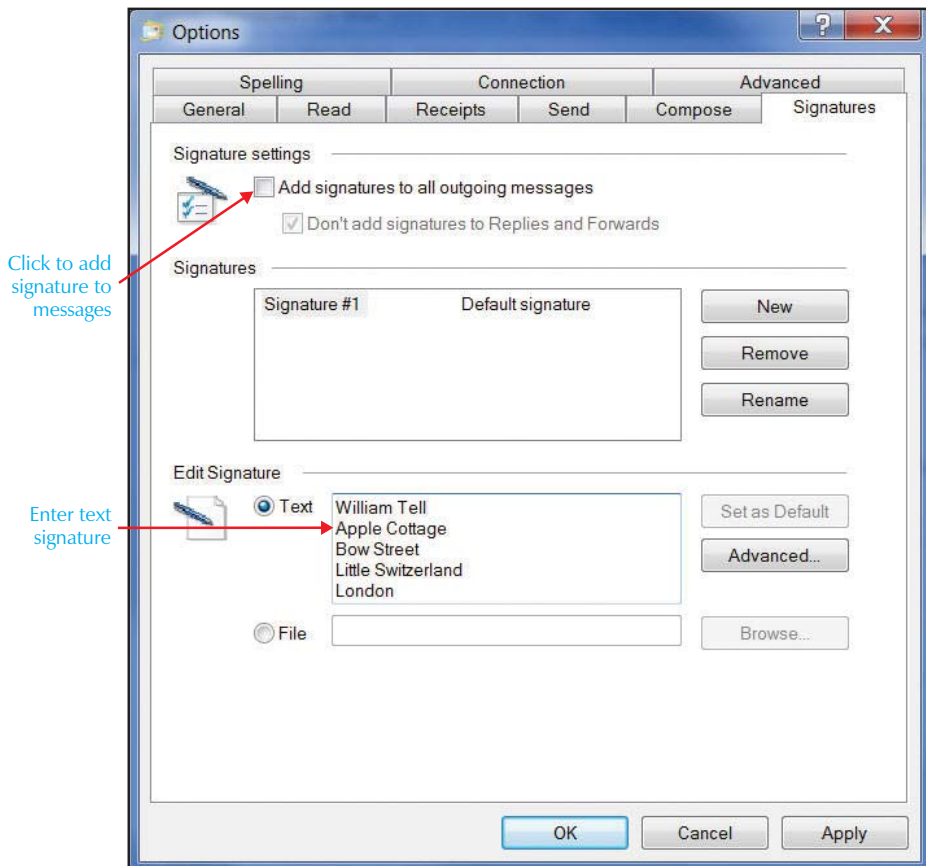 Options
?
X
Spelling Connection Advanced
General Read Receipts Send Compose Signatures
Signature settings
Add signatures to all outgoing messages
Don't add signatures to Replies and Forwards
Click to add
signature to
messages
Signatures
Signature #1 Default signature
New
Remove
Rename
Edit Signature
Enter text
signature
Text
William Tell
Apple Cottage
Bow Street
Little Switzerland
London
Set as Default
Advanced...
File
Browse...
OK Cancel Apply